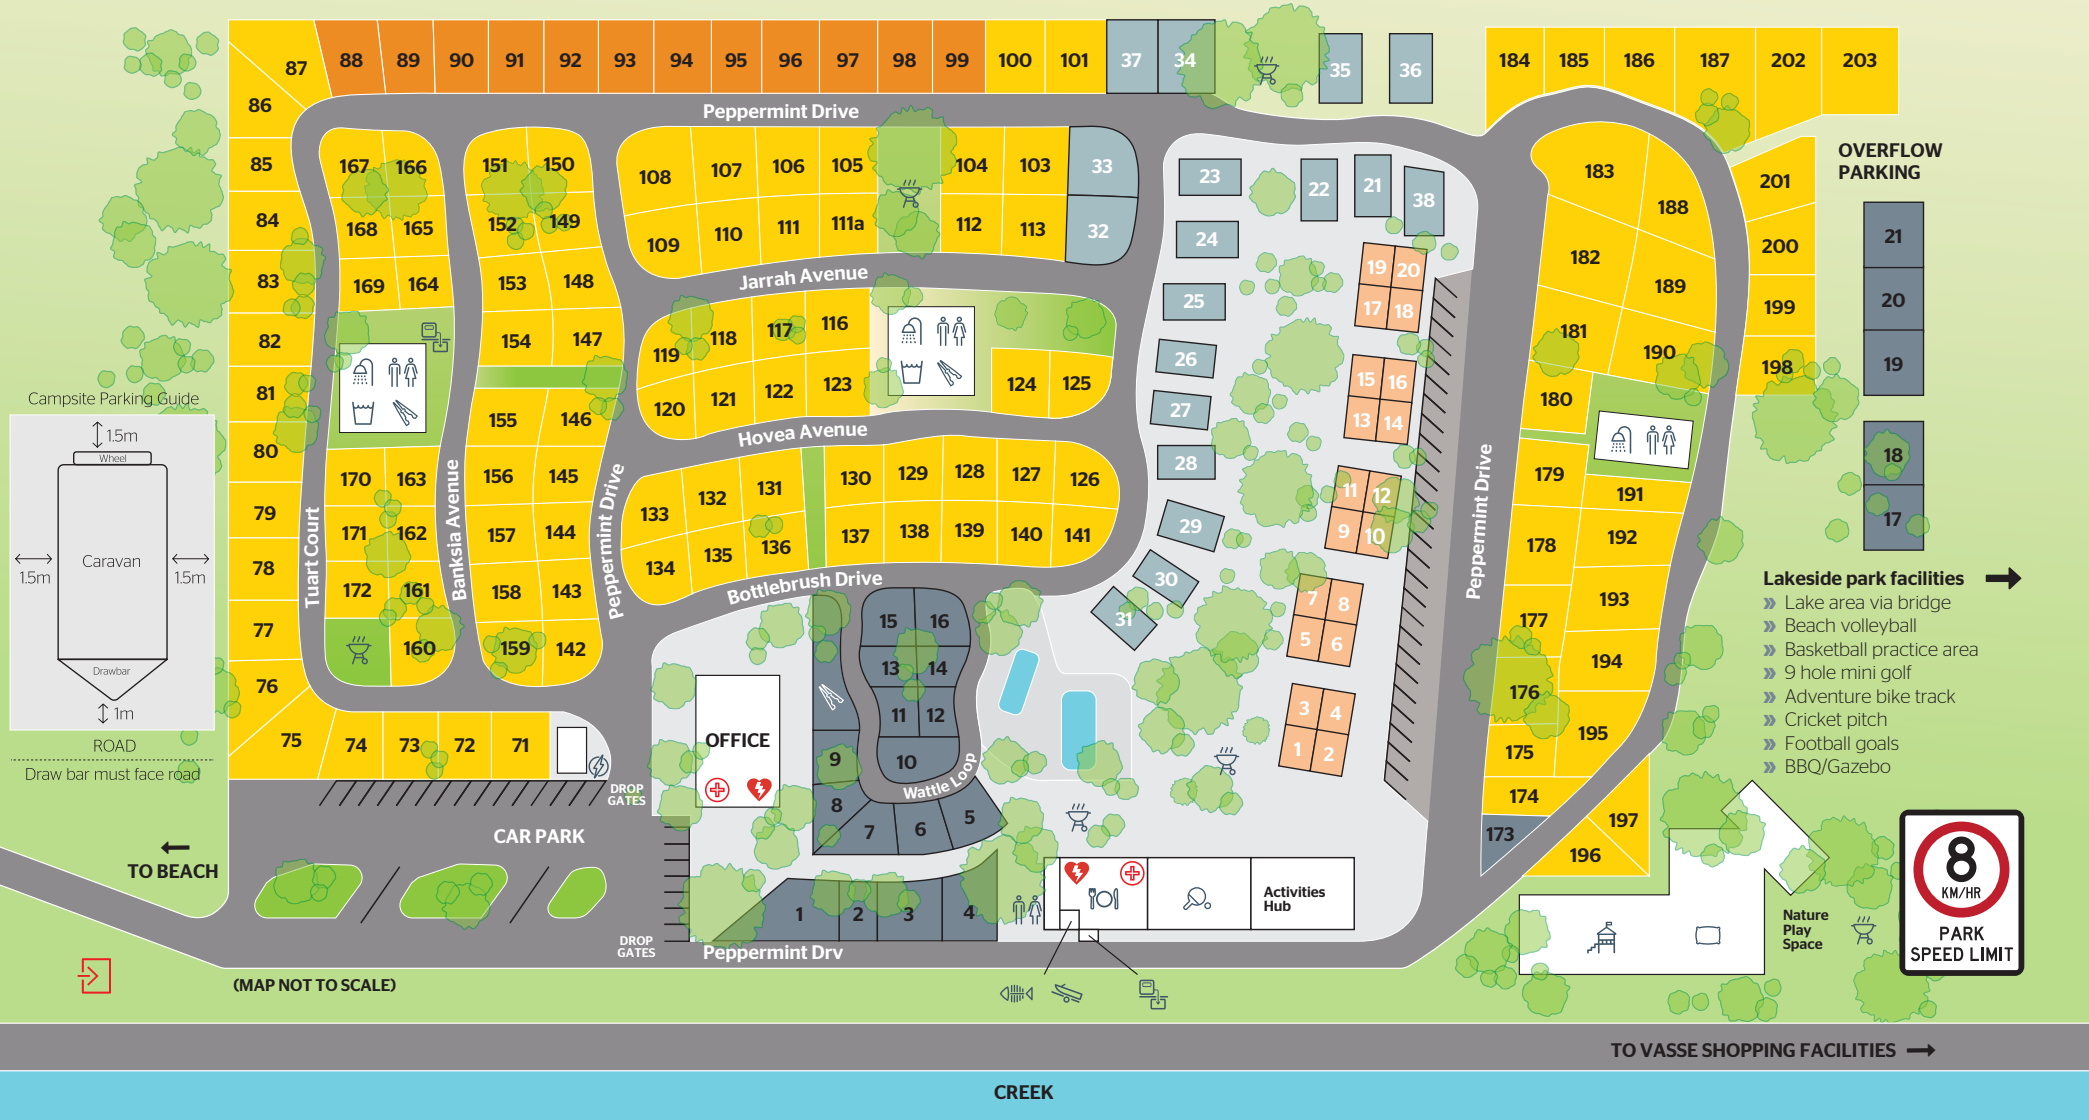 87 88 89 90 91 92 93 94 95 96 97 98 99 100 101 37 34 35 36 184 185 186 187 202 203
86
Peppermint Drive
85 167 166 151 150 108 107 106 105 104 103 33 23 22 21 38 183 188 201
OVERFLOW
PARKING
84 168 165 152 149 109 110 111 111a 112 113 32 24 182 189 200
21
83 169 164 153 148
Jarrah Avenue
25 19 20
17 18
199
20
82 154 147 119 118 117 116 26 181 190 198
19
81 120 121 122 123 124 125 27 15 16
13 14
180
Campsite Parking Guide
1.5m
Wheel
Caravan
1.5m
1.5m
Drawbar
1m
ROAD
Draw bar must face road
80 155 146
Hovea Avenue
28
18
17
Tuart Court
Banksia Avenue
Peppermint Drive
Peppermint Drive
170 163 156 145 133 132 131 130 129 128 127 126 11 12
9 10
179 191
79 171 162 157 144 134 135 136 137 138 139 140 141 29 178 192
78 172 161 158 143
Bottlebrush Drive
30 31 7 8
5 6
193
77 160 159 142 15 16 177 194
76 13 14 176
75 74 73 72 71 11 12 3 4
1 2
175 195
OFFICE
9 10
Wattle Loop
8 7 6 5 174 197
173 196
Lakeside park facilities
» Lake area via bridge
» Beach volleyball
» Basketball practice area
» 9 hole mini golf
» Adventure bike track
» Cricket pitch
» Football goals
» BBQ/Gazebo
DROP
GATES
CAR PARK
TO BEACH
1 2 3 4
Activities
Hub
Nature
Play
Space
8
KM/HR
PARK
SPEED LIMIT
DROP
GATES
Peppermint Drv
(MAP NOT TO SCALE)
TO VASSE SHOPPING FACILITIES
CREEK